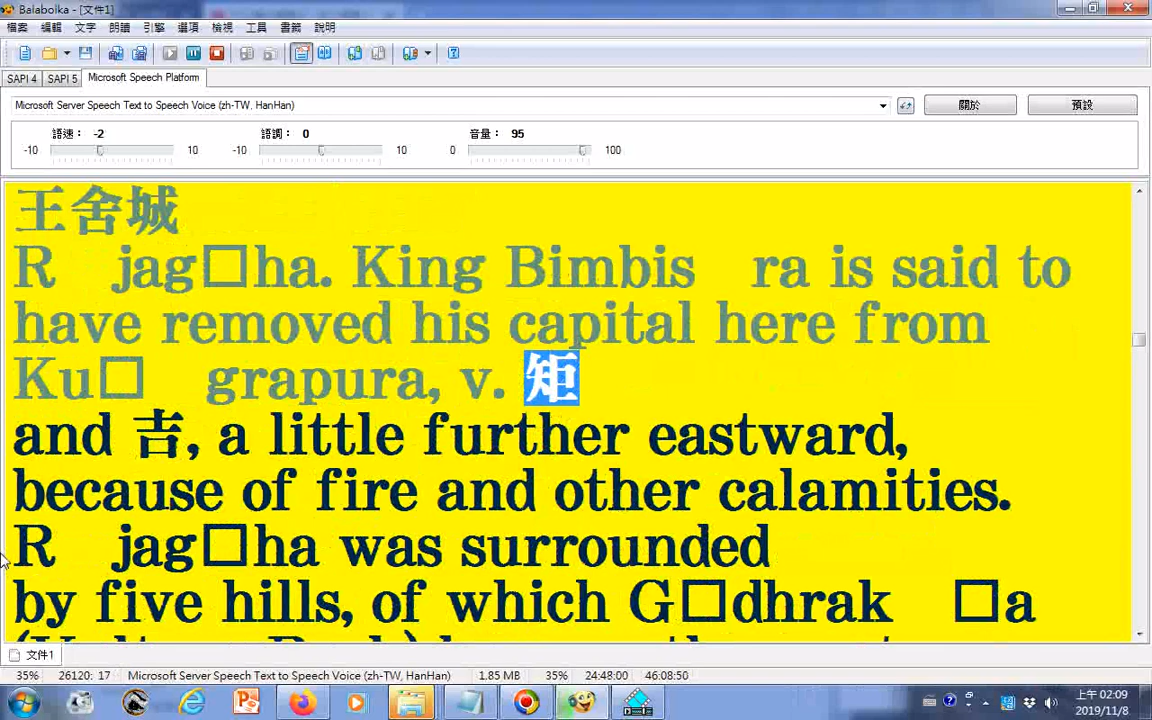 Balabolka - [文件1]
檔案 編輯 文字 朗讀 引擎 選項 檢視 工具 書籤 說明
SAPI 4 SAPI 5 Microsoft Speech Platform
Microsoft Server Speech Text to Speech Voice (zh-TW, HanHan) 關於 預設
語速： -2 語調： 0 音量： 95
-10 10 -10 10 0 100
王舍城
R　jag□ha. King Bimbis　ra is said to
have removed his capital here from
Ku□　grapura, v. 矩
and 吉, a little further eastward,
because of fire and other calamities.
R　jag□ha was surrounded
by five hills, of which G□dhrak　□a
文件1
35% 26120: 17 Microsoft Server Speech Text to Speech Voice (zh-TW, HanHan) 1.85 MB 35% 24:48:00 46:08:50
上午 02:09
2019/11/8